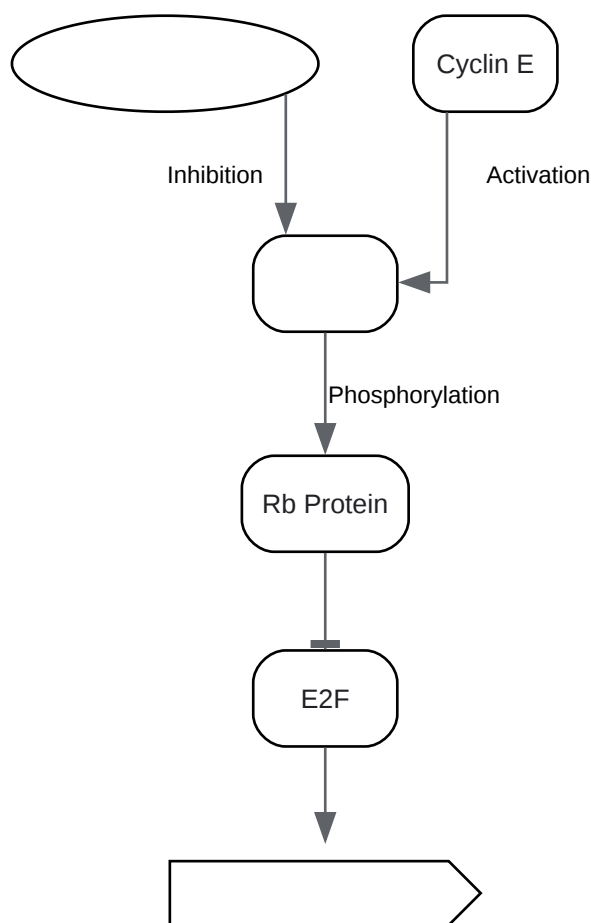 Cyclin E
Inhibition
Activation
Phosphorylation
Rb Protein
E2F